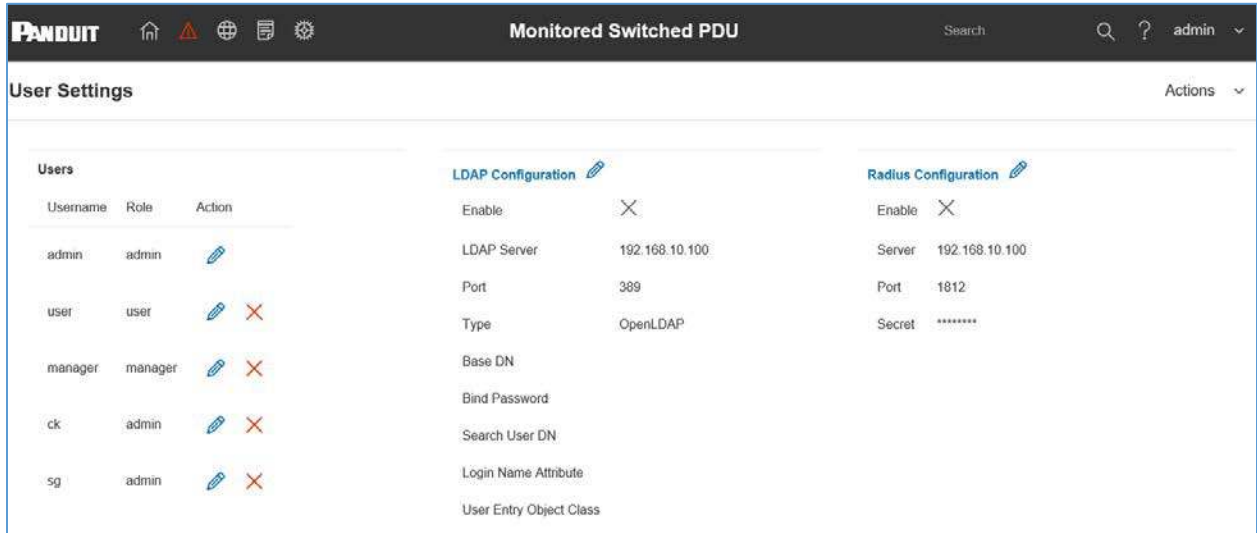 PANDUIT Monitored Switched PDU Search ? admin
User Settings Actions
Users
Username Role Action
admin admin
user user
manager manager
ck admin
sg admin
LDAP Configuration
Enable
LDAP Server 192.168.10.100
Port 389
Type OpenLDAP
Base DN
Bind Password
Search User DN
Login Name Attribute
User Entry Object Class
Radius Configuration
Enable
Server 192.168.10.100
Port 1812
Secret ********